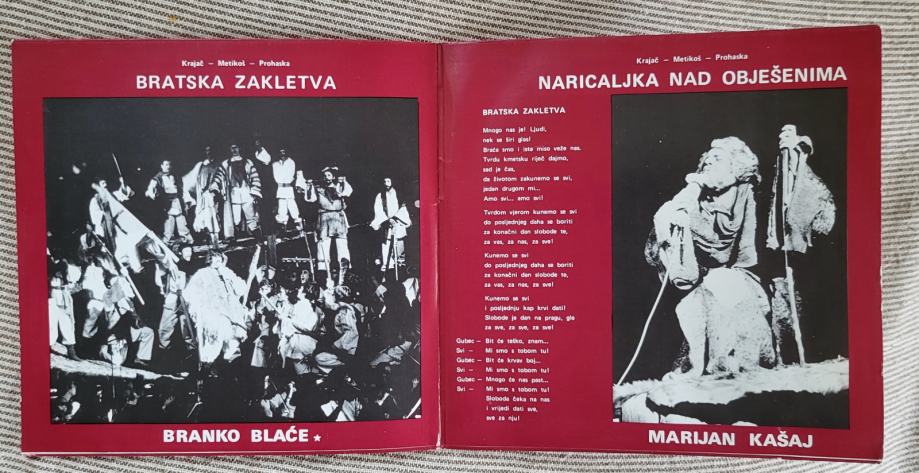 Krajač – Metikoš – Prohaska
BRATSKA ZAKLETVA
BRANKO BLAĆE *
Krajač – Metikoš – Prohaska
NARICALJKA NAD OBJEŠENIMA
BRATSKA ZAKLETVA
Mnogo nas je! Ljudi,
nek se širi glas!
Braća smo i ista misao veže nas.
Tvrdu kmetsku riječ dajmo,
sad je čas,
da životom zakunemo se svi,
jedan drugom mi...
Amo svi... amo svi!
Tvrdom vjerom kunemo se svi
do posljednjeg daha se boriti
za konačni dan slobode te,
za vas, za nas, za sve!
Kunemo se svi
do posljednjeg daha se boriti
za konačni dan slobode te,
za vas, za nas, za sve!
Kunemo se svi
i posljednju kap krvi dati!
Slobode je dan na pragu, gle
za sve, za sve, za sve!
Gubec – Bit će teško, znam...
Svi – Mi smo s tobom tu!
Gubec – Bit će krvav boj...
Svi – Mi smo s tobom tu!
Gubec – Mnogo će nas past...
Svi – Mi smo s tobom tu!
Sloboda čeka na nas
i vrijedi dati sve,
sve za nju!
MARIJAN KAŠAJ